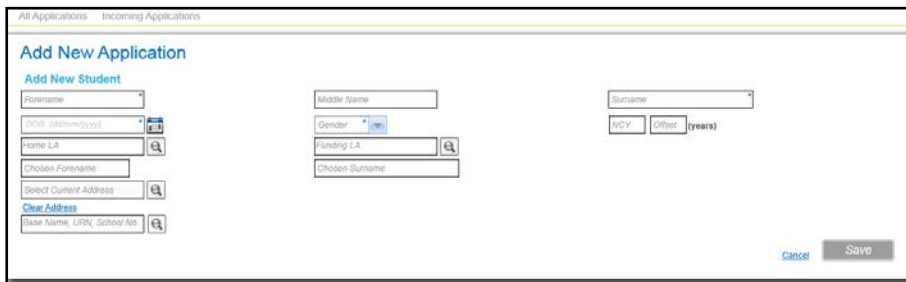 All Applications Incoming Applications
Add New Application
Add New Student
Forename * Middle Name Surname *
DOB (dd/mm/yyyy) * Gender * NCY Offset (years)
Home LA Funding LA
Chosen Forename Chosen Surname
Select Current Address
Clear Address
Base Name, URN, School No
Cancel Save